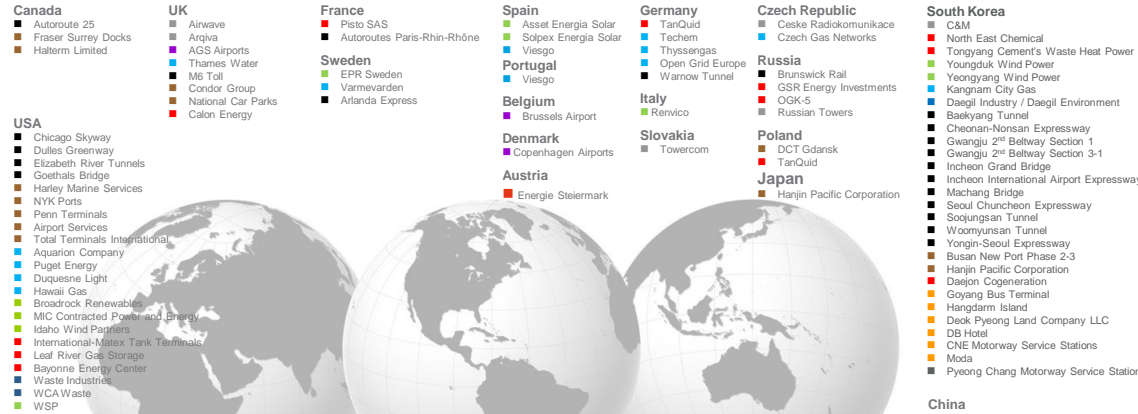 Canada
Autoroute 25
Fraser Surrey Docks
Halterm Limited
USA
Chicago Skyway
Dulles Greenway
Elizabeth River Tunnels
Goethals Bridge
Harley Marine Services
NYK Ports
Penn Terminals
Airport Services
Total Terminals International
Aquarion Company
Puget Energy
Duquesne Light
Hawaii Gas
Broadrock Renewables
MIC Contracted Power and Energy
Idaho Wind Partners
International-Matex Tank Terminals
Leaf River Gas Storage
Bayonne Energy Center
Waste Industries
WCA Waste
WSP
UK
Airwave
Arqiva
AGS Airports
Thames Water
M6 Toll
Condor Group
National Car Parks
Calon Energy
France
Pisto SAS
Autoroutes Paris-Rhin-Rhône
Sweden
EPR Sweden
Varmevarden
Arlanda Express
Spain
Asset Energia Solar
Solpex Energia Solar
Viesgo
Portugal
Viesgo
Belgium
Brussels Airport
Denmark
Copenhagen Airports
Austria
Energie Steiermark
Germany
TanQuid
Techem
Thyssengas
Open Grid Europe
Warnow Tunnel
Italy
Renvico
Slovakia
Towercom
Czech Republic
Ceske Radiokomunikace
Czech Gas Networks
Russia
Brunswick Rail
GSR Energy Investments
OGK-5
Russian Towers
Poland
DCT Gdansk
TanQuid
Japan
Hanjin Pacific Corporation
South Korea
C&M
North East Chemical
Tongyang Cement's Waste Heat Power
Youngduk Wind Power
Yeongyang Wind Power
Kangnam City Gas
Daegil Industry / Daegil Environment
Baekyang Tunnel
Cheonan-Nonsan Expressway
Gwangju 2nd Beltway Section 1
Gwangju 2nd Beltway Section 3-1
Incheon Grand Bridge
Incheon International Airport Expressway
Machang Bridge
Seoul Chuncheon Expressway
Soojungsan Tunnel
Woomyunsan Tunnel
Yongin-Seoul Expressway
Busan New Port Phase 2-3
Hanjin Pacific Corporation
Daejon Cogeneration
Goyang Bus Terminal
Hangdarm Island
Deok Pyeong Land Company LLC
DB Hotel
CNE Motorway Service Stations
Moda
Pyeong Chang Motorway Service Station
China